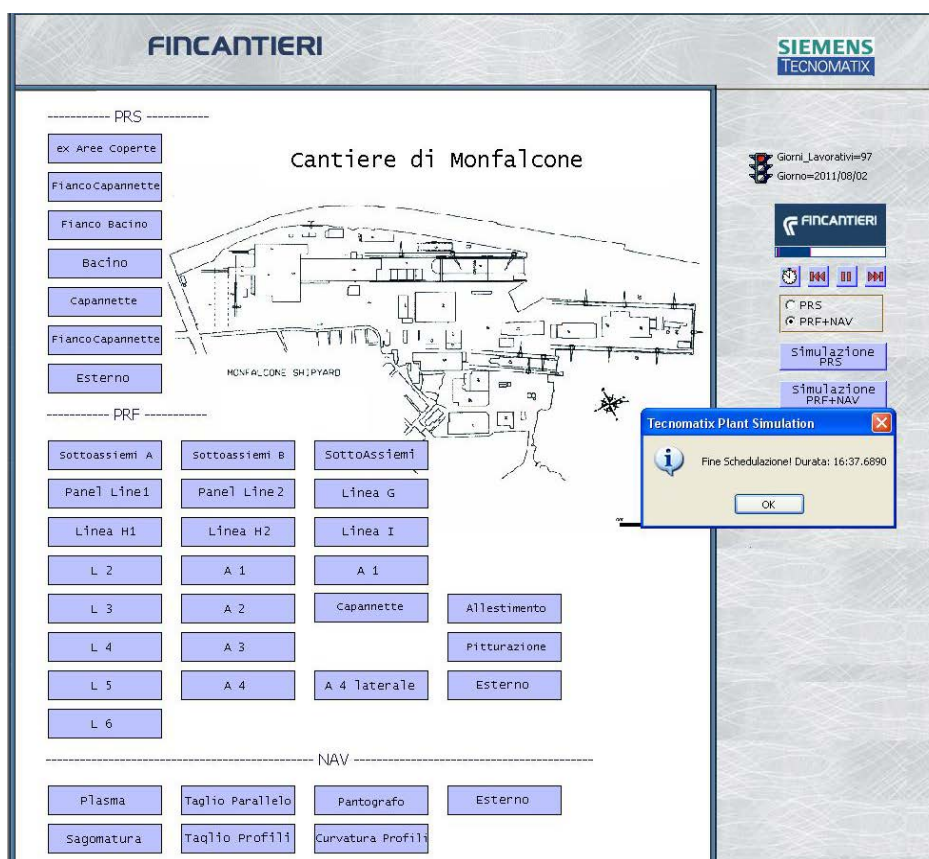 FINCANTIERI
SIEMENS
TECNOMATIX
----------- PRS -----------
ex Aree Coperte
FiancoCapannette
Fianco Bacino
Bacino
Capannette
FiancoCapannette
Esterno
Cantiere di Monfalcone
MONFALCONE SHIPYARD
Giorni_Lavorativi=97
Giorno=2011/08/02
FINCANTIERI
PRS
PRF+NAV
Simulazione
PRS
Simulazione
PRF+NAV
Tecnomatix Plant Simulation
Fine Schedulazione! Durata: 16:37.6890
OK
----------- PRF -----------
Sottoassiemi A
Sottoassiemi B
SottoAssiemi
Panel Line1
Panel Line2
Linea G
Linea H1
Linea H2
Linea I
L 2
A 1
A 1
L 3
A 2
Capannette
Allestimento
L 4
A 3
Pitturazione
L 5
A 4
A 4 laterale
Esterno
L 6
NAV
Plasma
Taglio Parallelo
Pantografo
Esterno
Sagomatura
Taglio Profili
Curvatura Profili